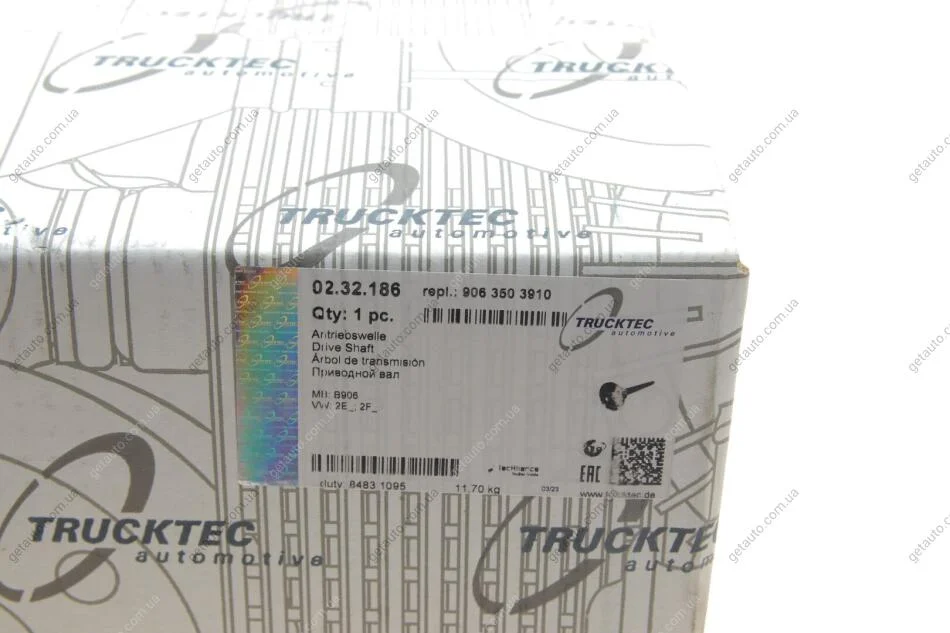 TRUCKTEC
automotive
TRUCKTEC
TRUCKTEC
automotive
02.32.186
repl.: 906 350 3910
Qty: 1 pc.
Antriebswelle
Drive Shaft
Árbol de transmisión
Приводной вал
TRUCKTEC
automotive
MB: B906
VW: 2E_; 2F_
TecAlliance
EAC
duty: 8483 1095
11.70 kg
03/23
www.trucktec.de
TRUCKTEC
automotive
TRUCKTEC
automotive
getauto.com.ua